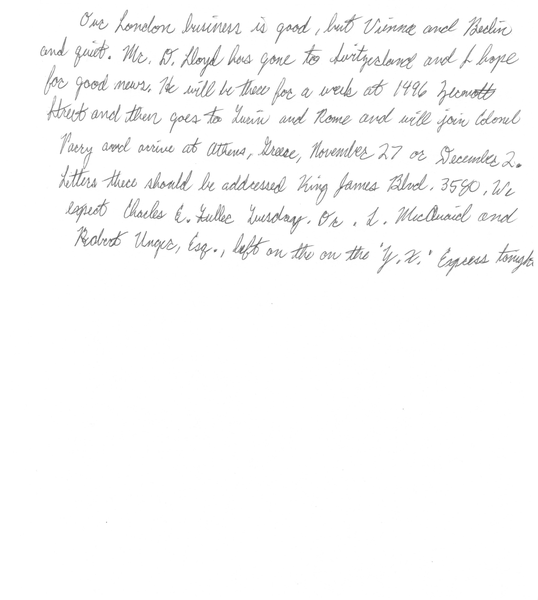 Our London business is good, but Vienna and Berlin
and quiet. Mr. D. Lloyd has gone to Switzerland and I hope
for good news. He will be there for a week at 1496 Zermott
Street and then goes to Turin and Rome and will join Colonel
Parry and arrive at Athens, Greece, November 27 or December 2.
Letters there should be addressed King James Blvd. 3580. We
expect Charles E. Fuller Tuesday. Dr. L. McQuaid and
Robert Unger, Esq., left on the on the 'Y.X.' Express tonight